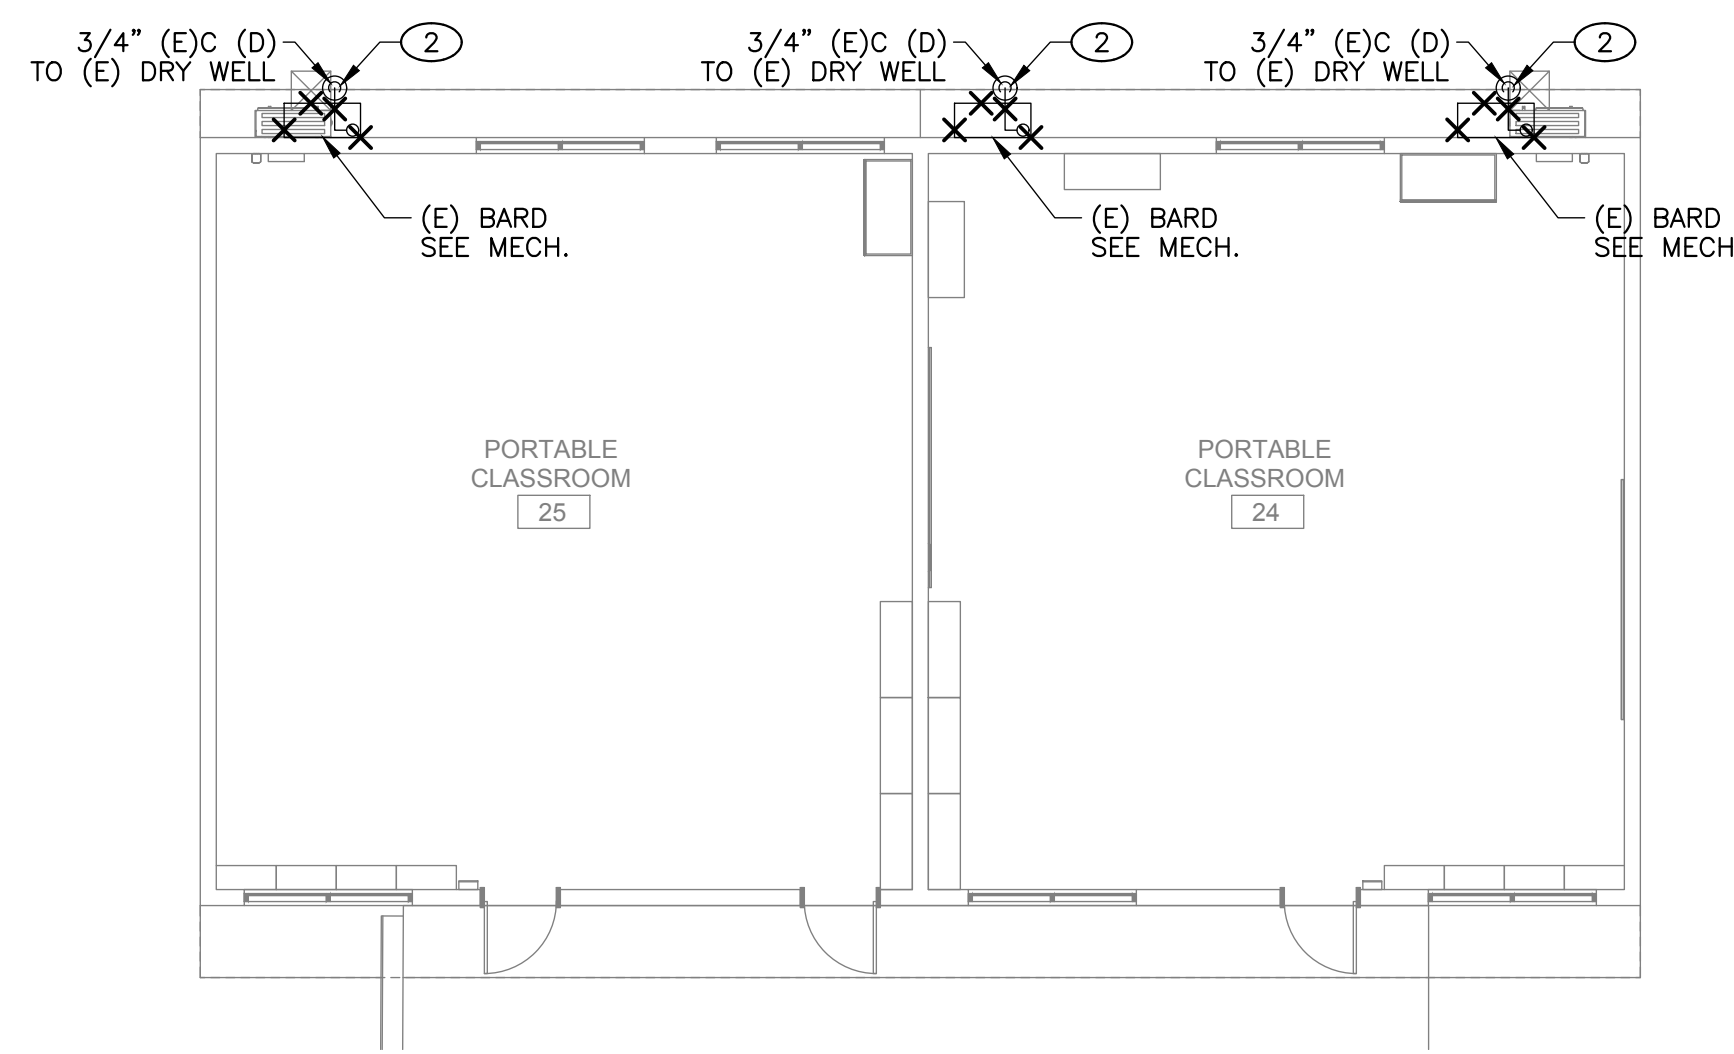 3/4” (E)C (D)
TO (E) DRY WELL
2
3/4” (E)C (D)
TO (E) DRY WELL
2
3/4” (E)C (D)
TO (E) DRY WELL
2
(E) BARD
SEE MECH.
(E) BARD
SEE MECH.
(E) BARD
SEE MECH
PORTABLE
CLASSROOM
25
PORTABLE
CLASSROOM
24